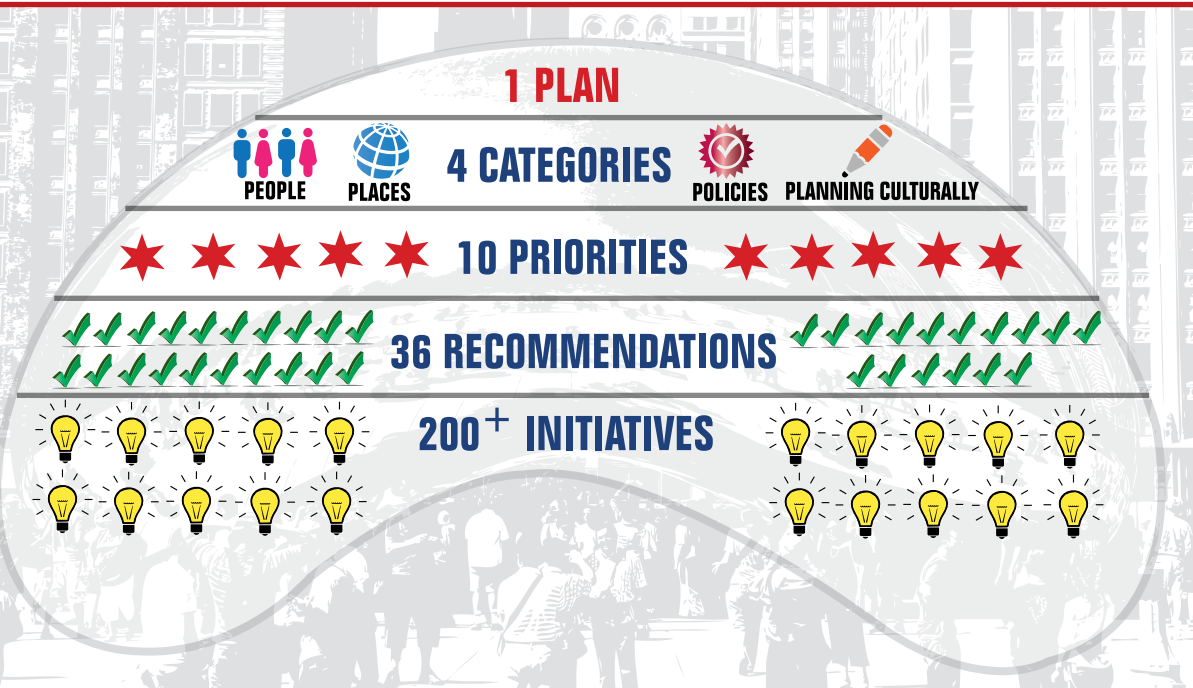 1 PLAN
4 CATEGORIES
PEOPLE
PLACES
POLICIES
PLANNING CULTURALLY
10 PRIORITIES
36 RECOMMENDATIONS
200+ INITIATIVES